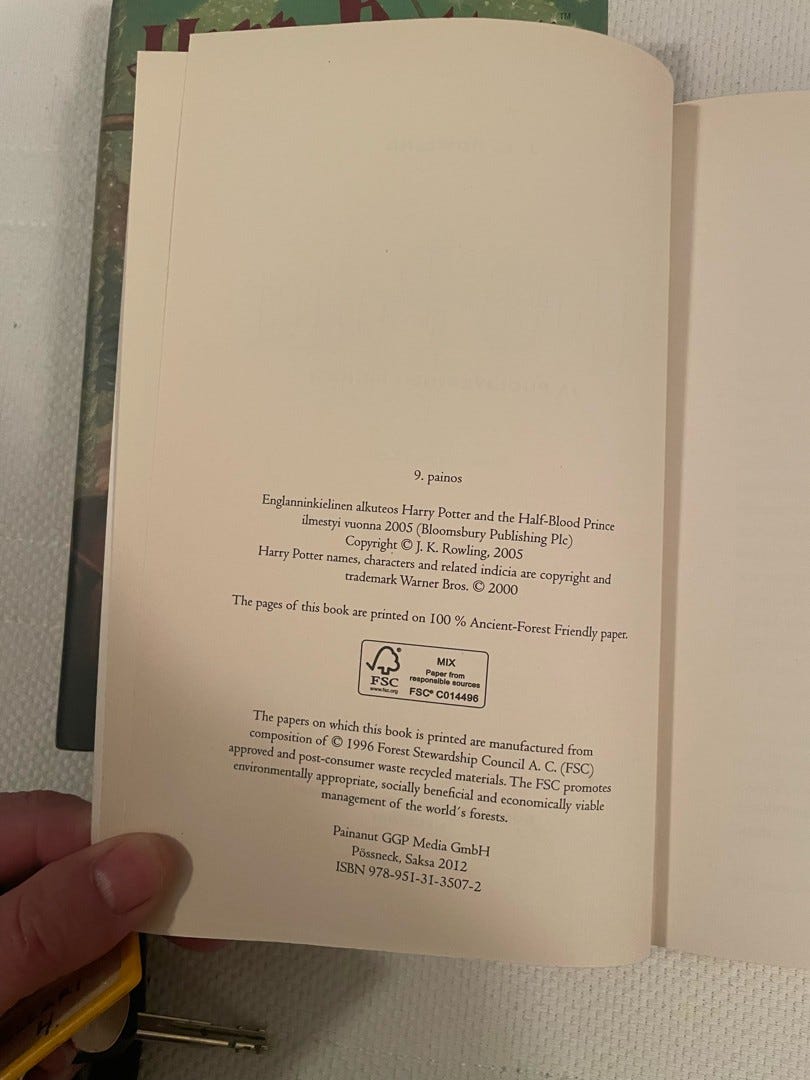 TM
9. painos
Englanninkielinen alkuteos Harry Potter and the Half-Blood Prince
ilmestyi vuonna 2005 (Bloomsbury Publishing Plc)
Copyright © J. K. Rowling, 2005
Harry Potter names, characters and related indicia are copyright and
trademark Warner Bros. © 2000
The pages of this book are printed on 100 % Ancient-Forest Friendly paper.
FSC
www.fsc.org
MIX
Paper from
responsible sources
FSC® C014496
The papers on which this book is printed are manufactured from
composition of © 1996 Forest Stewardship Council A. C. (FSC)
approved and post-consumer waste recycled materials. The FSC promotes
environmentally appropriate, socially beneficial and economically viable
management of the world´s forests.
Painanut GGP Media GmbH
Pössneck, Saksa 2012
ISBN 978-951-31-3507-2